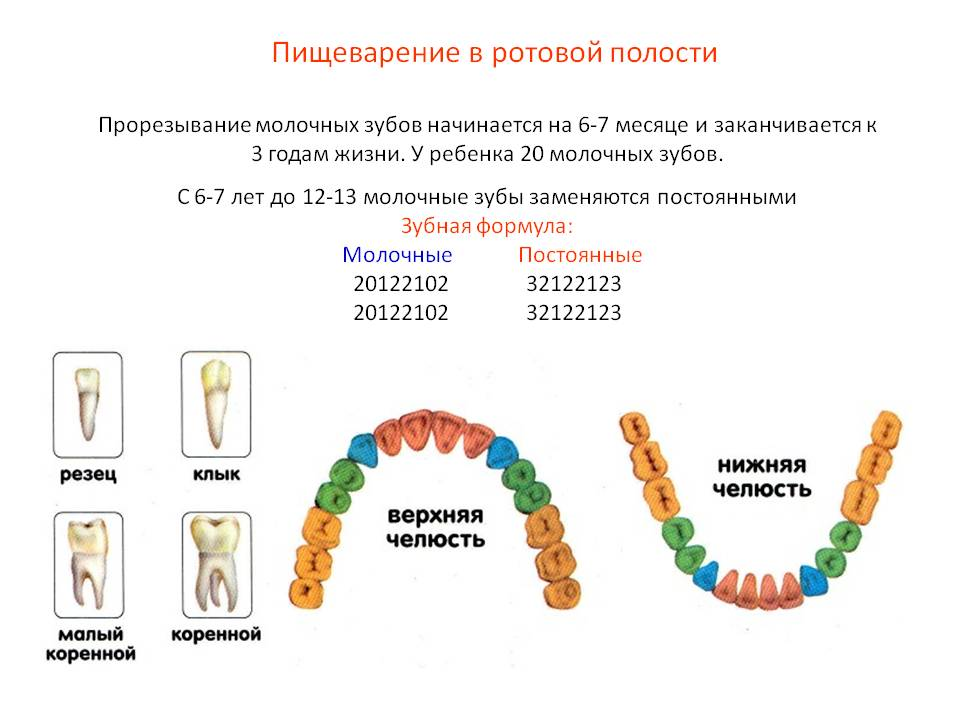 Пищеварение в ротовой полости
Прорезывание молочных зубов начинается на 6-7 месяце и заканчивается к
3 годам жизни. У ребенка 20 молочных зубов.
С 6-7 лет до 12-13 молочные зубы заменяются постоянными
Зубная формула:
Молочные Постоянные
20122102 32122123
20122102 32122123
резец
клык
малый
коренной
коренной
верхняя
челюсть
нижняя
челюсть